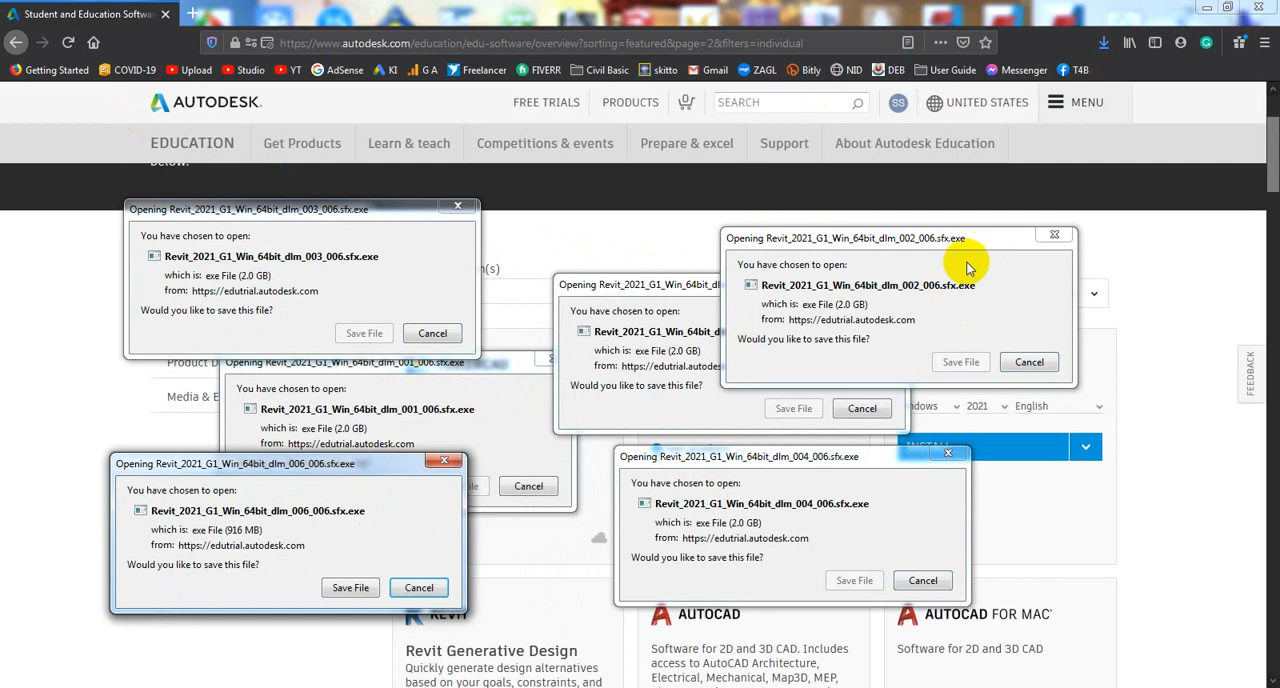 Student and Education Softwa
https://www.autodesk.com/education/edu-software/overview?sorting=featured&page=2&filters=individual
Getting Started COVID-19 Upload Studio YT AdSense KI G A Freelancer FIVERR Civil Basic skitto Gmail ZAGL Bitly NID DEB User Guide Messenger T4B
AUTODESK. FREE TRIALS PRODUCTS SEARCH SS UNITED STATES MENU
EDUCATION Get Products Learn & teach Competitions & events Prepare & excel Support About Autodesk Education
below.
Opening Revit_2021_G1_Win_64bit_dlm_003_006.sfx.exe
You have chosen to open:
Revit_2021_G1_Win_64bit_dlm_003_006.sfx.exe
which is: exe File (2.0 GB)
from: https://edutrial.autodesk.com
Would you like to save this file?
Save File Cancel
(s)
Opening Revit_2021_G1_Win_64bit_dlm_002_006.sfx.exe
You have chosen to open:
Revit_2021_G1_Win_64bit_dlm_002_006.sfx.exe
which is: exe File (2.0 GB)
from: https://edutrial.autodesk.com
Would you like to save this file?
Save File Cancel
Opening Revit_2021_G1_Win_64bit_d
You have chosen to open:
Revit_2021_G1_Win_64bit_d
which is: exe File (2.0 GB)
from: https://edutrial.autodes
Would you like to save this file?
Save File Cancel
FEEDBACK
Product D
Media & E
Opening Revit_2021_G1_Win_64bit_dlm_001_006.sfx.exe
You have chosen to open:
Revit_2021_G1_Win_64bit_dlm_001_006.sfx.exe
which is: exe File (2.0 GB)
from: https://edutrial.autodesk.com
ile Cancel
ndows 2021 English
INSTALL
Opening Revit_2021_G1_Win_64bit_dlm_006_006.sfx.exe
You have chosen to open:
Revit_2021_G1_Win_64bit_dlm_006_006.sfx.exe
which is: exe File (916 MB)
from: https://edutrial.autodesk.com
Would you like to save this file?
Save File Cancel
Opening Revit_2021_G1_Win_64bit_dlm_004_006.sfx.exe
You have chosen to open:
Revit_2021_G1_Win_64bit_dlm_004_006.sfx.exe
which is: exe File (2.0 GB)
from: https://edutrial.autodesk.com
Would you like to save this file?
Save File Cancel
REVIT
Revit Generative Design
Quickly generate design alternatives
based on your goals, constraints, and
AUTOCAD
Software for 2D and 3D CAD. Includes
access to AutoCAD Architecture,
Electrical, Mechanical, Map3D, MEP,
AUTOCAD FOR MAC
Software for 2D and 3D CAD